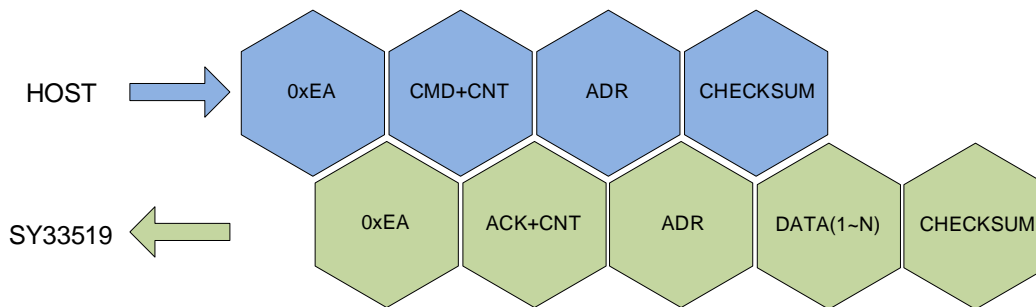 HOST
0xEA
CMD+CNT
ADR
CHECKSUM
SY33519
0xEA
ACK+CNT
ADR
DATA(1~N)
CHECKSUM